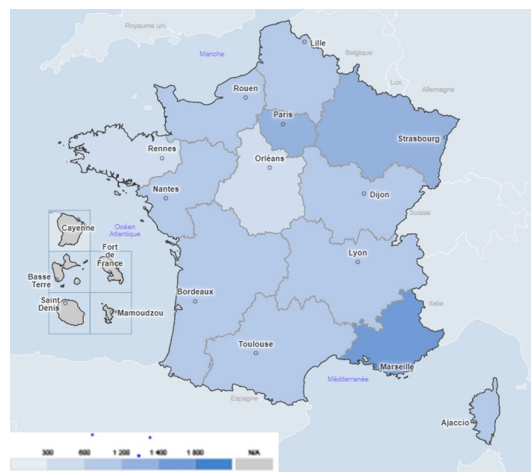 Royaume uni
Lille
Manche
Belgique
Rouen
Lux
Allemagne
Paris
Strasbourg
Rennes
Orléans
Nantes
Dijon
Suisse
Cayenne
Océan
Atlantique
Fort
de
France
Lyon
Basse
Terre
Bordeaux
Italie
Saint
Denis
Mamoudzou
Toulouse
Marseille
Méditerranée
Espagne
Ajaccio
300 600 1 200 1 400 1 800 N/A